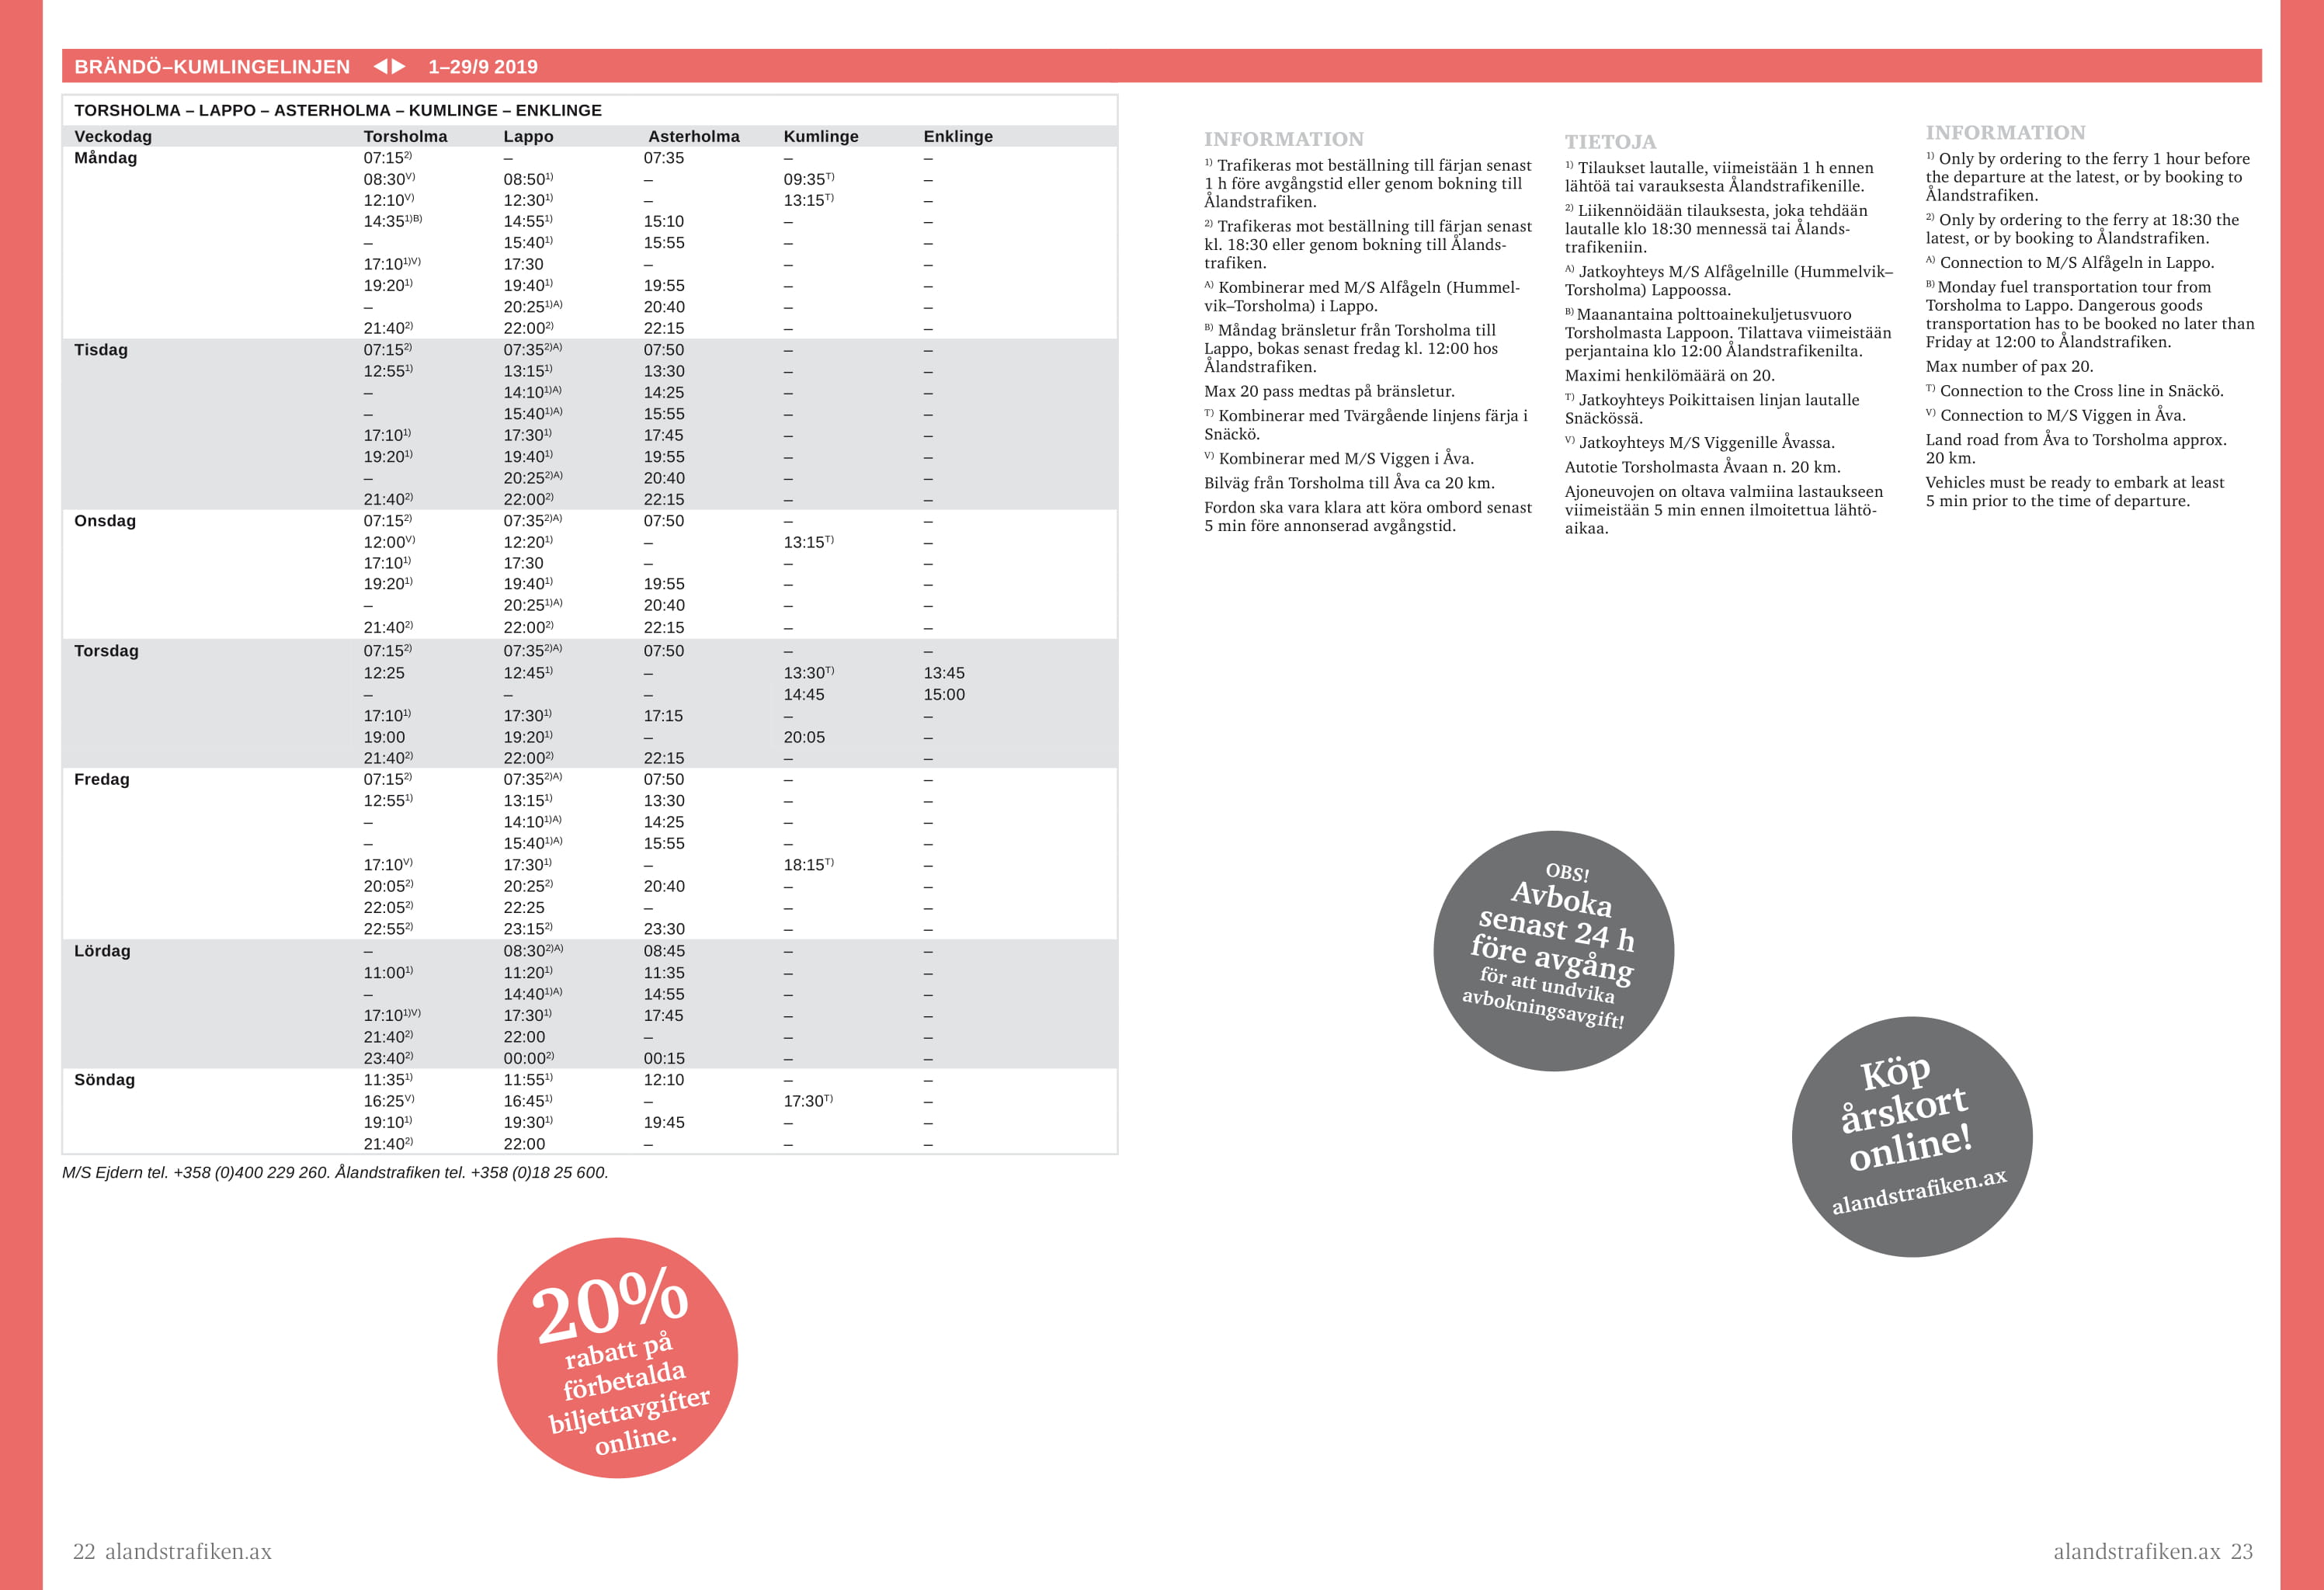 BRÄNDÖ–KUMLINGELINJEN ◀▶ 1–29/9 2019
TORSHOLMA – LAPPO – ASTERHOLMA – KUMLINGE – ENKLINGE
Veckodag Torsholma Lappo Asterholma Kumlinge Enklinge
Måndag 07:15²⁾ – 07:35 – –
08:30V) 08:501) – 09:35T) –
12:10V) 12:301) – 13:15T) –
14:351)B) 14:551) 15:10 – –
– 15:401) 15:55 – –
17:101)V) 17:30 – – –
19:201) 19:401) 19:55 – –
– 20:251)A) 20:40 – –
21:402) 22:002) 22:15 – –
Tisdag 07:152) 07:352)A) 07:50 – –
12:551) 13:151) 13:30 – –
– 14:101)A) 14:25 – –
– 15:401)A) 15:55 – –
17:101) 17:301) 17:45 – –
19:201) 19:401) 19:55 – –
– 20:252)A) 20:40 – –
21:402) 22:002) 22:15 – –
Onsdag 07:152) 07:352)A) 07:50 – –
12:00V) 12:201) – 13:15T) –
17:101) 17:30 – – –
19:201) 19:401) 19:55 – –
– 20:251)A) 20:40 – –
21:402) 22:002) 22:15 – –
Torsdag 07:152) 07:352)A) 07:50 – –
12:25 12:451) – 13:30T) 13:45
– – – 14:45 15:00
17:101) 17:301) 17:15 – –
19:00 19:201) – 20:05 –
21:402) 22:002) 22:15 – –
Fredag 07:152) 07:352)A) 07:50 – –
12:551) 13:151) 13:30 – –
– 14:101)A) 14:25 – –
– 15:401)A) 15:55 – –
17:10V) 17:301) – 18:15T) –
20:052) 20:252) 20:40 – –
22:052) 22:25 – – –
22:552) 23:152) 23:30 – –
Lördag – 08:302)A) 08:45 – –
11:001) 11:201) 11:35 – –
– 14:401)A) 14:55 – –
17:101)V) 17:301) 17:45 – –
21:402) 22:00 – – –
23:402) 00:002) 00:15 – –
Söndag 11:351) 11:551) 12:10 – –
16:25V) 16:451) – 17:30T) –
19:101) 19:301) 19:45 – –
21:402) 22:00 – – –
M/S Ejdern tel. +358 (0)400 229 260. Ålandstrafiken tel. +358 (0)18 25 600.
20%
rabatt på
förbetalda
biljettavgifter
online.
22 alandstrafiken.ax
INFORMATION
1) Trafikeras mot beställning till färjan senast
1 h före avgångstid eller genom bokning till
Ålandstrafiken.
2) Trafikeras mot beställning till färjan senast
kl. 18:30 eller genom bokning till Ålands-
trafiken.
A) Kombinerar med M/S Alfågeln (Hummel-
vik–Torsholma) i Lappo.
B) Måndag bränsletur från Torsholma till
Lappo, bokas senast fredag kl. 12:00 hos
Ålandstrafiken.
Max 20 pass medtas på bränsletur.
T) Kombinerar med Tvärgående linjens färja i
Snäckö.
V) Kombinerar med M/S Viggen i Åva.
Bilväg från Torsholma till Åva ca 20 km.
Fordon ska vara klara att köra ombord senast
5 min före annonserad avgångstid.
TIETOJA
1) Tilaukset lautalle, viimeistään 1 h ennen
lähtöä tai varauksesta Ålandstrafikenille.
2) Liikennöidään tilauksesta, joka tehdään
lautalle klo 18:30 mennessä tai Ålands-
trafikeniin.
A) Jatkoyhteys M/S Alfågelnille (Hummelvik–
Torsholma) Lappoossa.
B) Maanantaina polttoainekuljetusvuoro
Torsholmasta Lappoon. Tilattava viimeistään
perjantaina klo 12:00 Ålandstrafikenilta.
Maximi henkilömäärä on 20.
T) Jatkoyhteys Poikittaisen linjan lautalle
Snäckössä.
V) Jatkoyhteys M/S Viggenille Åvassa.
Autotie Torsholmasta Åvaan n. 20 km.
Ajoneuvojen on oltava valmiina lastaukseen
viimeistään 5 min ennen ilmoitettua lähtö-
aikaa.
INFORMATION
1) Only by ordering to the ferry 1 hour before
the departure at the latest, or by booking to
Ålandstrafiken.
2) Only by ordering to the ferry at 18:30 the
latest, or by booking to Ålandstrafiken.
A) Connection to M/S Alfågeln in Lappo.
B) Monday fuel transportation tour from
Torsholma to Lappo. Dangerous goods
transportation has to be booked no later than
Friday at 12:00 to Ålandstrafiken.
Max number of pax 20.
T) Connection to the Cross line in Snäckö.
V) Connection to M/S Viggen in Åva.
Land road from Åva to Torsholma approx.
20 km.
Vehicles must be ready to embark at least
5 min prior to the time of departure.
OBS!
Avboka
senast 24 h
före avgång
för att undvika
avbokningsavgift!
Köp
årskort
online!
alandstrafiken.ax
alandstrafiken.ax 23